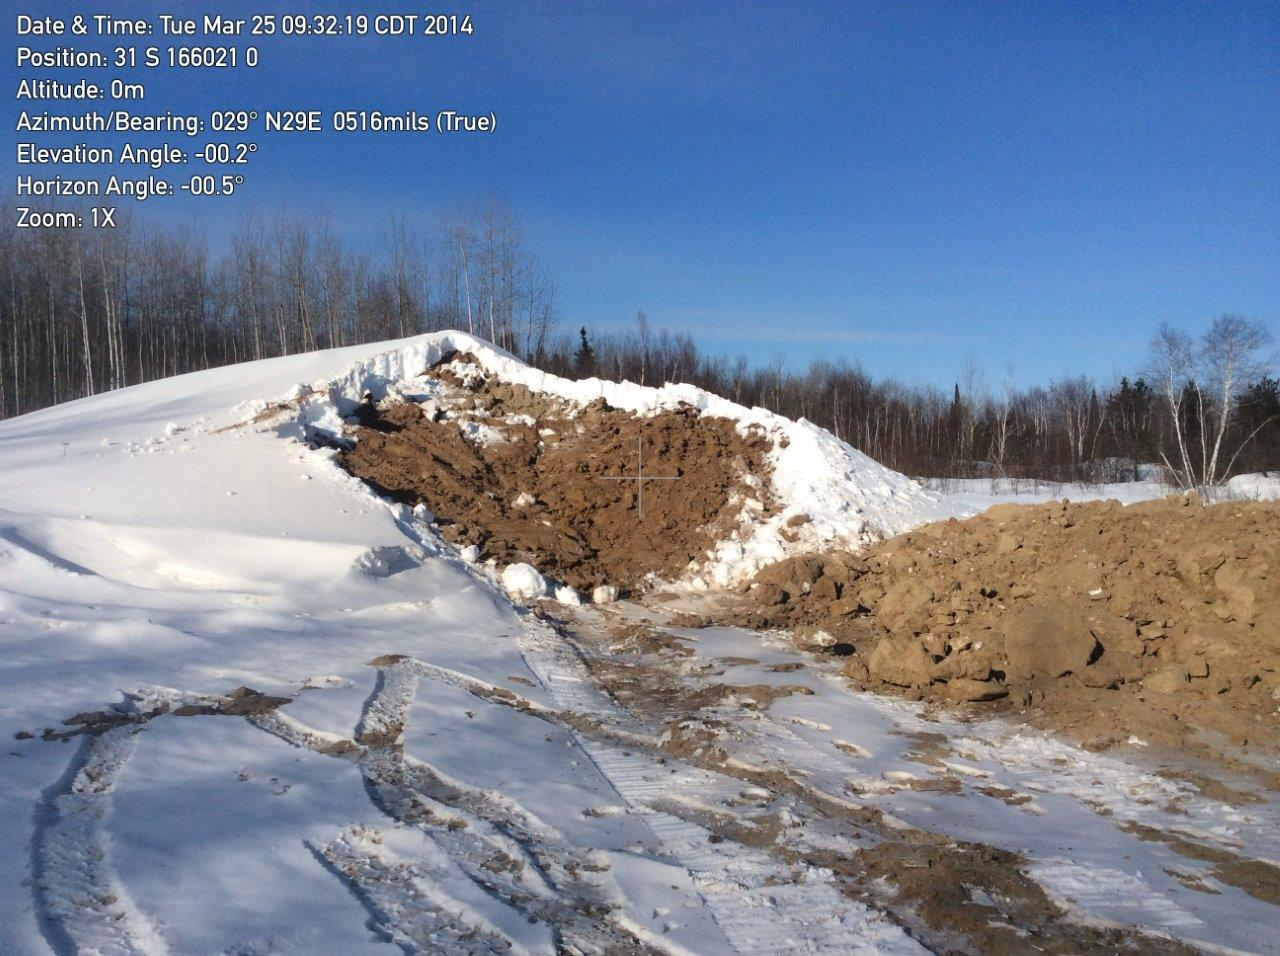 Date & Time: Tue Mar 25 09:32:19 CDT 2014
Position: 31 S 166021 0
Altitude: 0m
Azimuth/Bearing: 029° N29E 0516mils (True)
Elevation Angle: -00.2°
Horizon Angle: -00.5°
Zoom: 1X